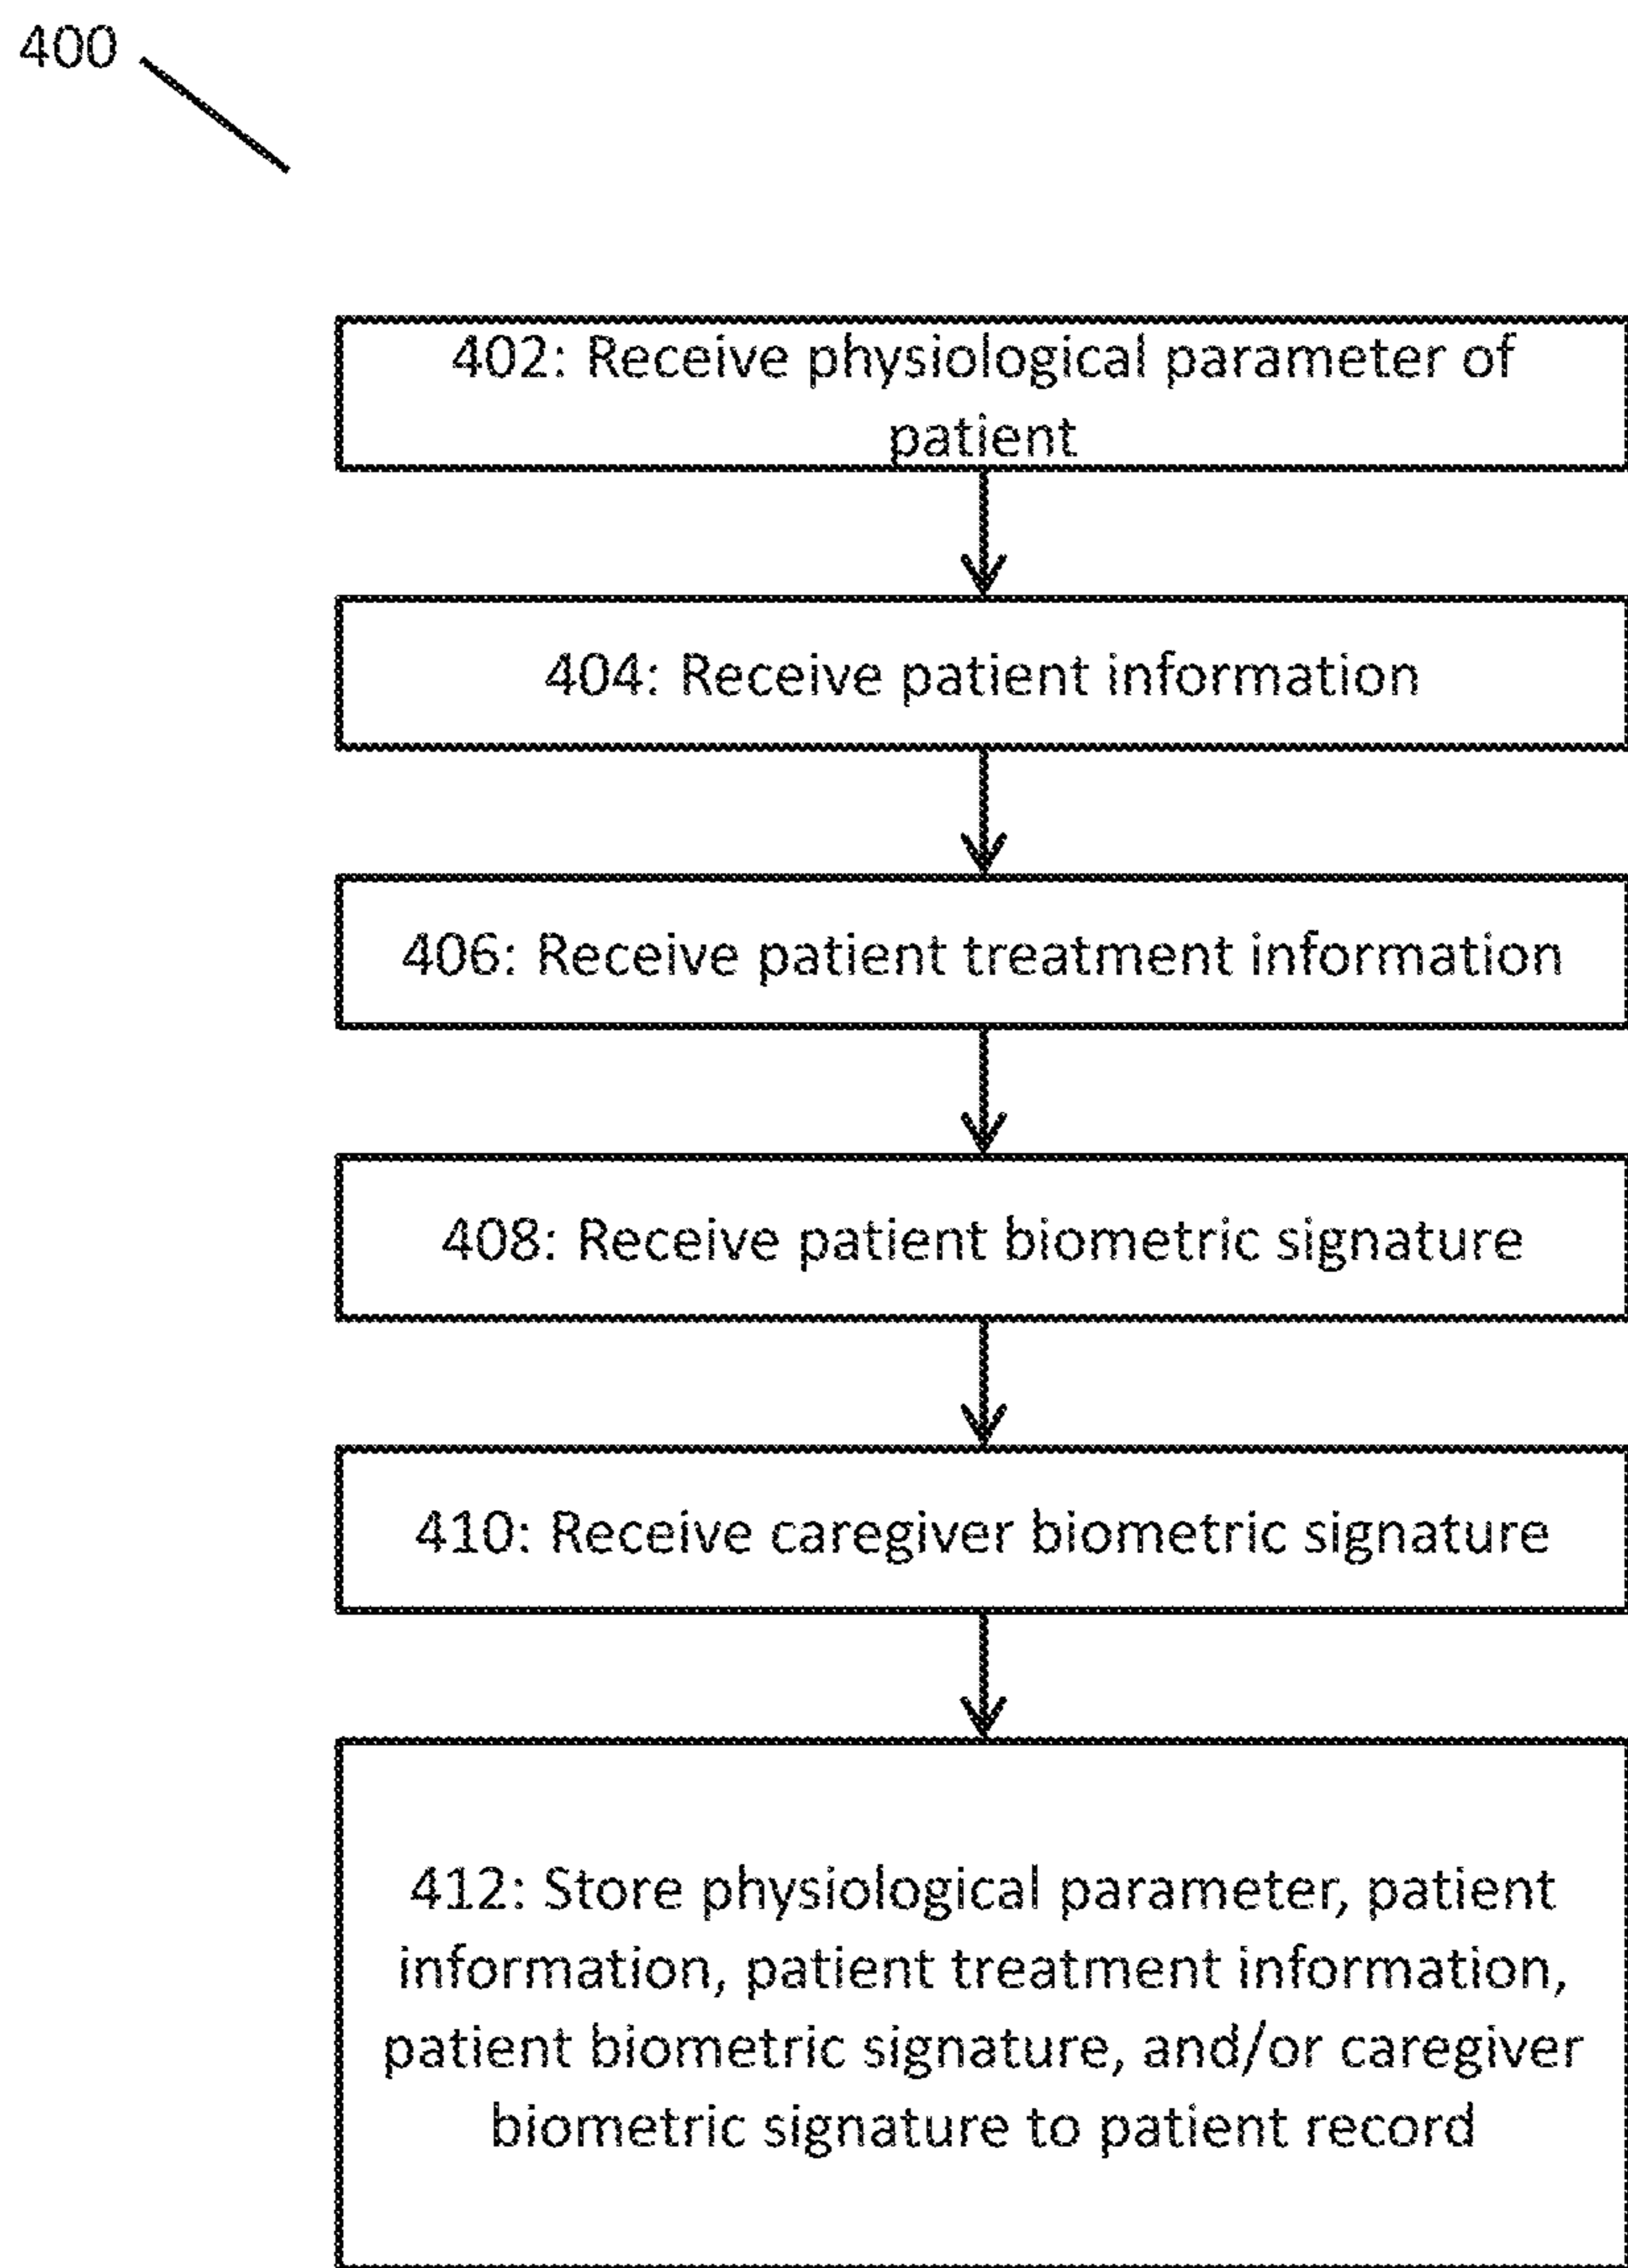 400
402: Receive physiological parameter of
patient
404: Receive patient information
406: Receive patient treatment information
408: Receive patient biometric signature
410: Receive caregiver biometric signature
412: Store physiological parameter, patient
information, patient treatment information,
patient biometric signature, and/or caregiver
biometric signature to patient record